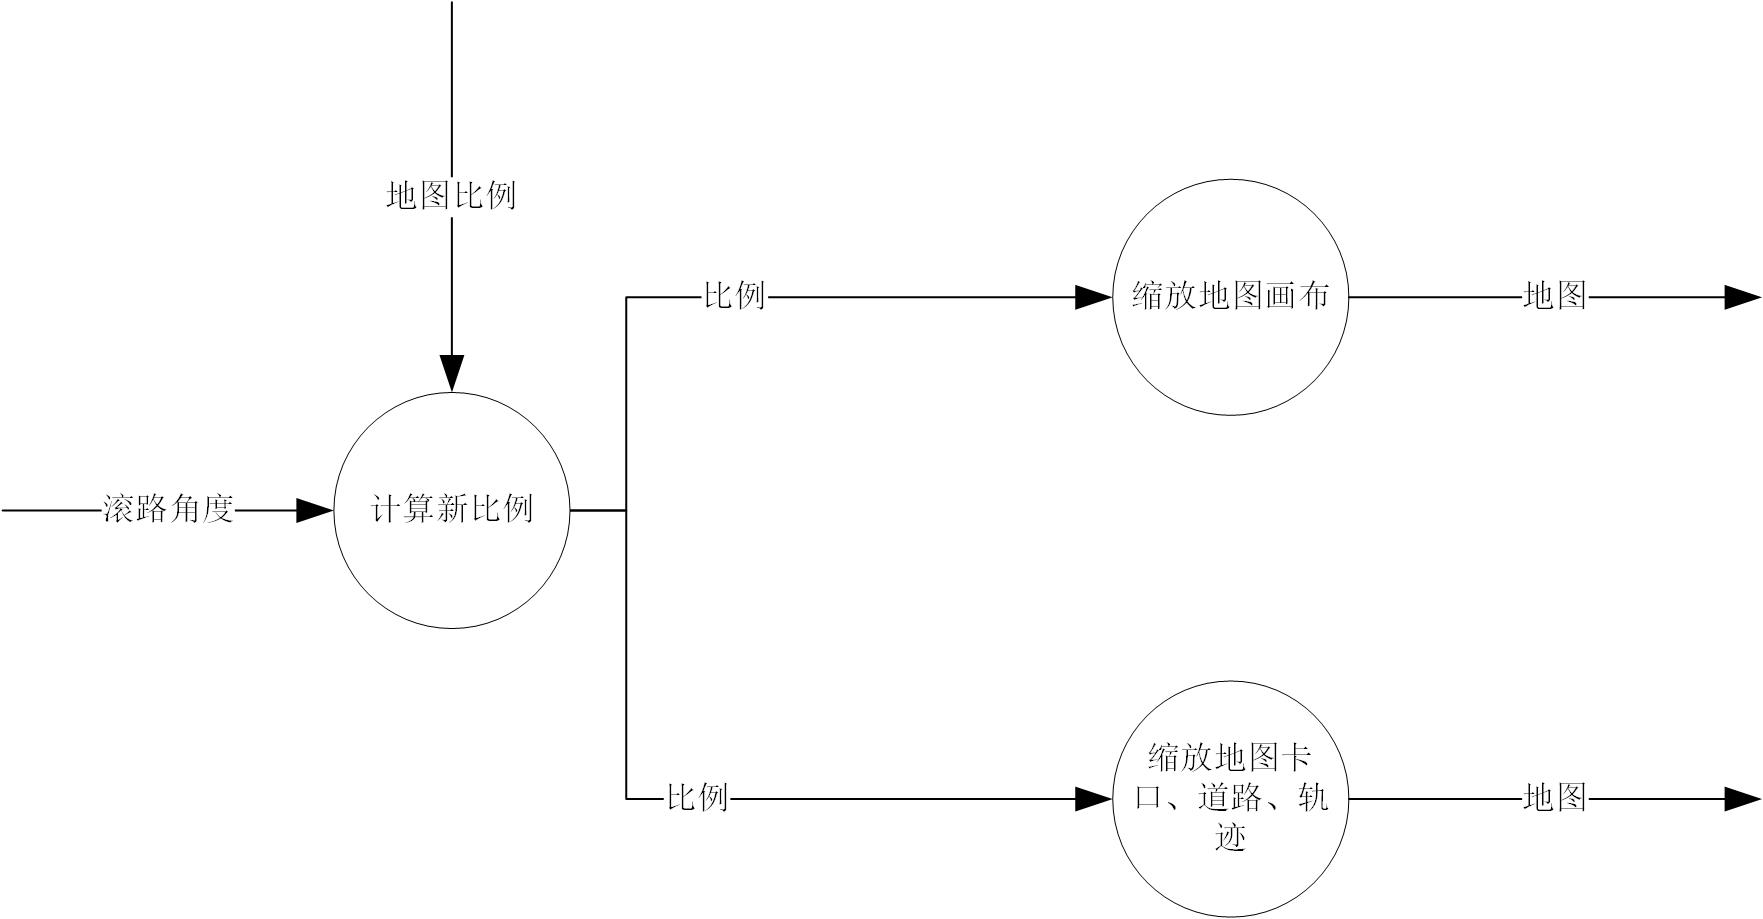 地图比例
比例
缩放地图画布
地图
滚路角度
计算新比例
比例
缩放地图卡
口、道路、轨
迹
地图